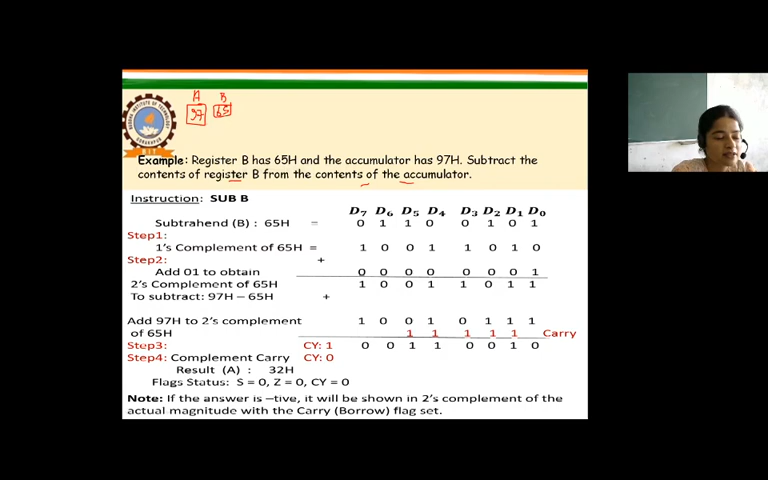 A B
97 65
BUDDHA INSTITUTE OF TECHNOLOGY
GORAKHPUR
B I T
Example: Register B has 65H and the accumulator has 97H. Subtract the
contents of register B from the contents of the accumulator.
Instruction: SUB B
D7 D6 D5 D4 D3 D2 D1 D0
Subtrahend (B) : 65H = 0 1 1 0 0 1 0 1
Step1:
1's Complement of 65H = 1 0 0 1 1 0 1 0
Step2: +
Add 01 to obtain 0 0 0 0 0 0 0 1
2's Complement of 65H 1 0 0 1 1 0 1 1
To subtract: 97H – 65H +
Add 97H to 2's complement 1 0 0 1 0 1 1 1
of 65H 1 1 1 1 1 Carry
Step3: CY: 1 0 0 1 1 0 0 1 0
Step4: Complement Carry CY: 0
Result (A) : 32H
Flags Status: S = 0, Z = 0, CY = 0
Note: If the answer is –tive, it will be shown in 2's complement of the
actual magnitude with the Carry (Borrow) flag set.